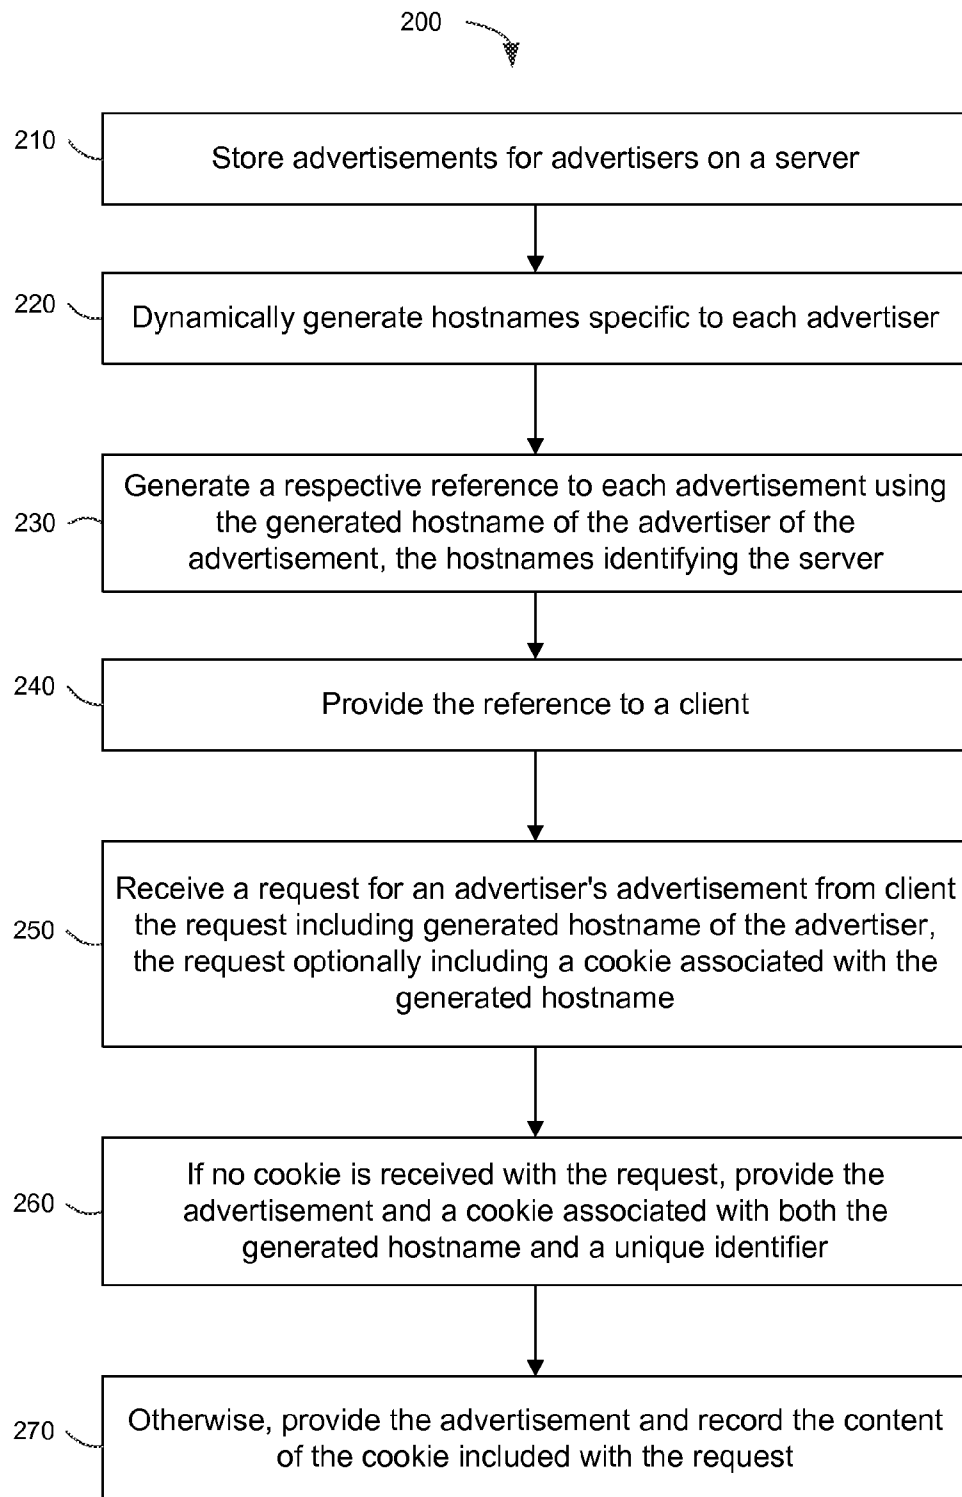 200
210
Store advertisements for advertisers on a server
220
Dynamically generate hostnames specific to each advertiser
230
Generate a respective reference to each advertisement using
the generated hostname of the advertiser of the
advertisement, the hostnames identifying the server
240
Provide the reference to a client
250
Receive a request for an advertiser's advertisement from client
the request including generated hostname of the advertiser,
the request optionally including a cookie associated with the
generated hostname
260
If no cookie is received with the request, provide the
advertisement and a cookie associated with both the
generated hostname and a unique identifier
270
Otherwise, provide the advertisement and record the content
of the cookie included with the request